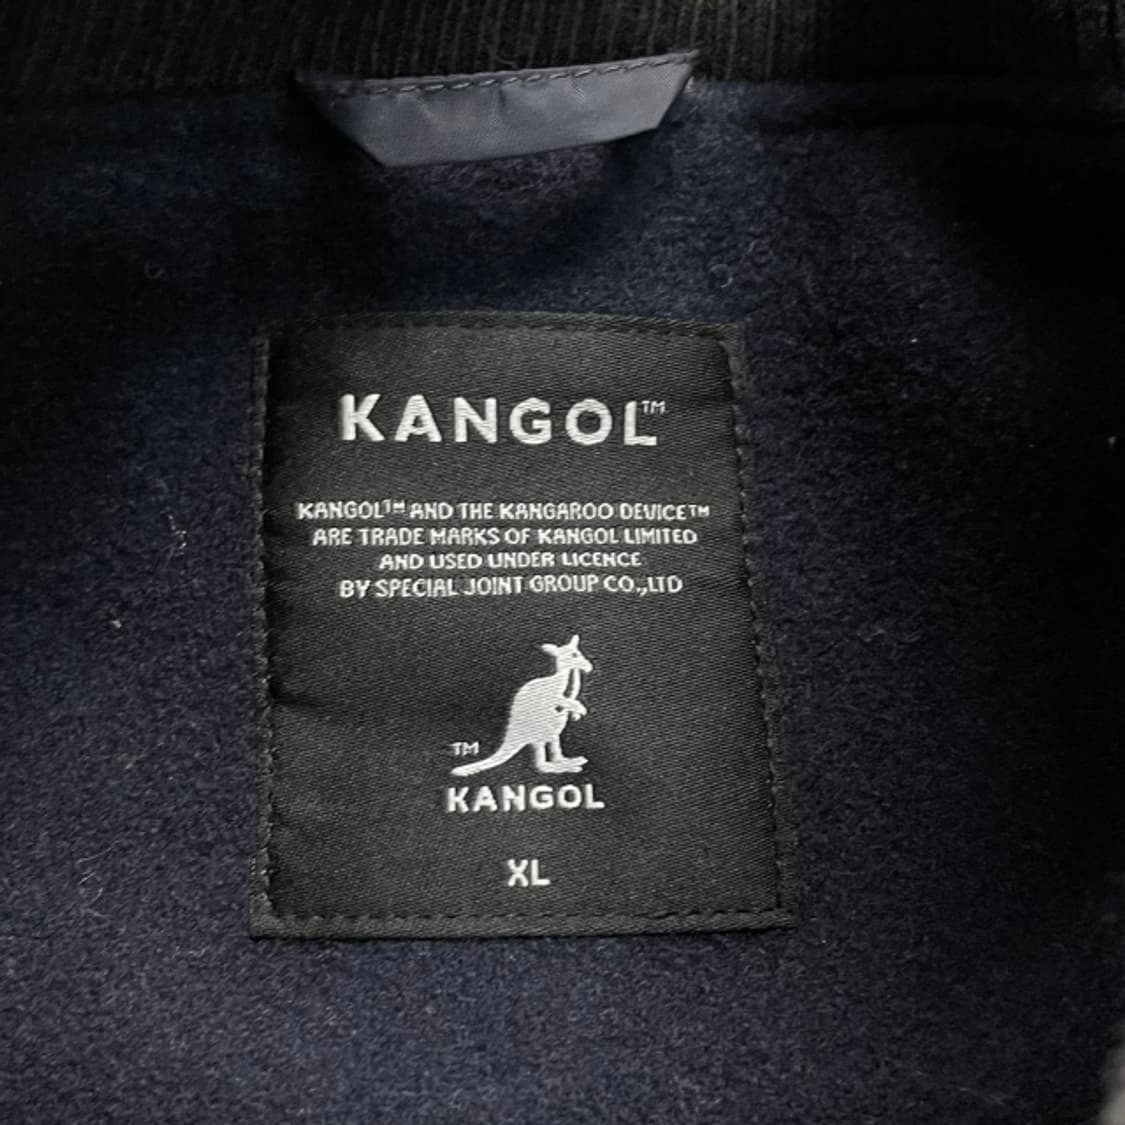 KANGOL™
KANGOL™ AND THE KANGAROO DEVICE™
ARE TRADE MARKS OF KANGOL LIMITED
AND USED UNDER LICENCE
BY SPECIAL JOINT GROUP CO.,LTD
TM
KANGOL
XL